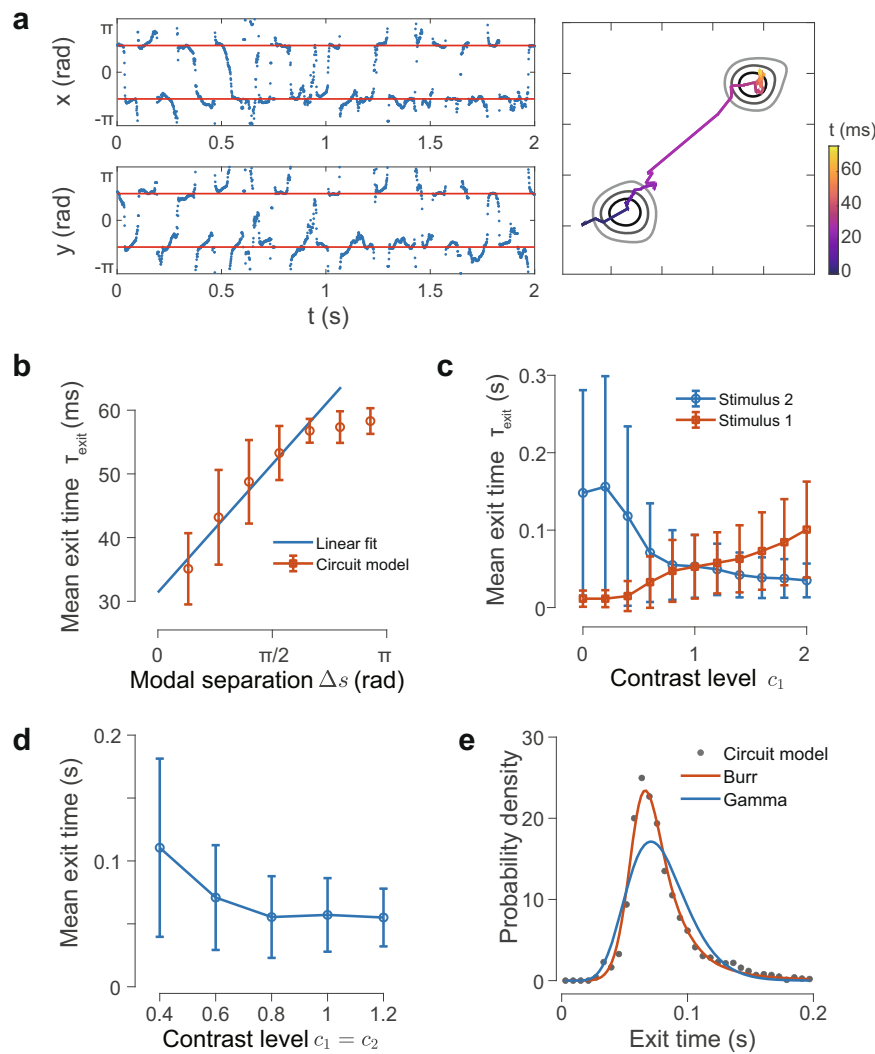 a
π
0
-π
x (rad)
0 0.5 1 1.5 2
π
0
-π
y (rad)
0 0.5 1 1.5 2
t (s)
t (ms)
60
40
20
0
b
Mean exit time τexit (ms)
60
50
40
30
Linear fit
Circuit model
0 π/2 π
Modal separation Δs (rad)
c
Mean exit time τexit (s)
0.3
0.2
0.1
0
Stimulus 2
Stimulus 1
0 1 2
Contrast level c1
d
Mean exit time (s)
0.2
0.1
0
0.4 0.6 0.8 1 1.2
Contrast level c1 = c2
e
Probability density
30
20
10
0
Circuit model
Burr
Gamma
0 0.1 0.2
Exit time (s)